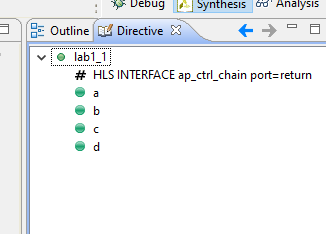 Debug Synthesis Analysis
Outline Directive
lab1_1
# HLS INTERFACE ap_ctrl_chain port=return
a
b
c
d